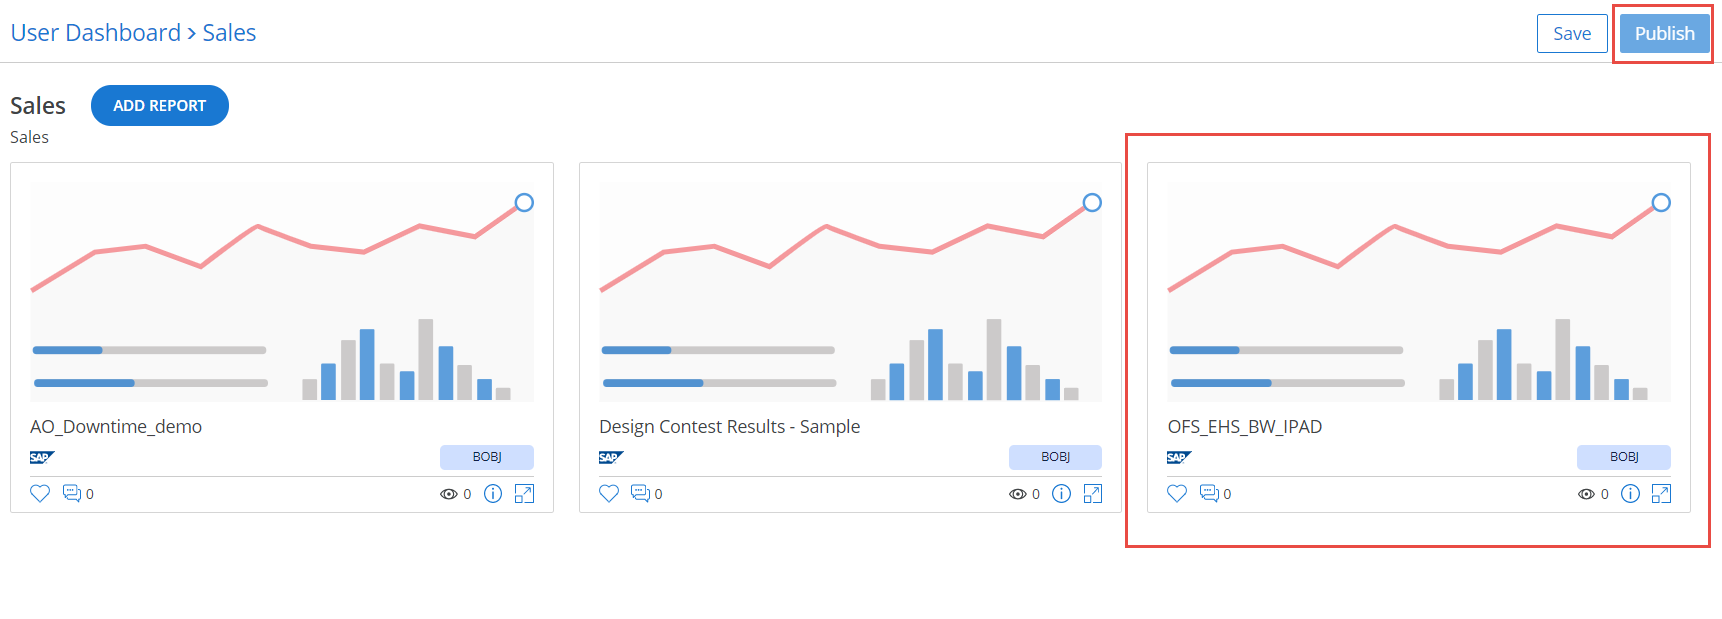 User Dashboard > Sales
Save
Publish
Sales
ADD REPORT
Sales
AO_Downtime_demo
SAP
BOBJ
0
0
Design Contest Results - Sample
SAP
BOBJ
0
0
OFS_EHS_BW_IPAD
SAP
BOBJ
0
0